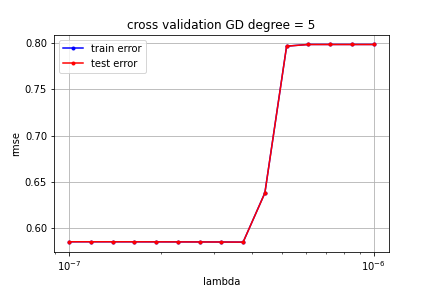 cross validation GD degree = 5
train error
test error
0.80
0.75
0.70
0.65
0.60
mse
10⁻⁷
10⁻⁶
lambda